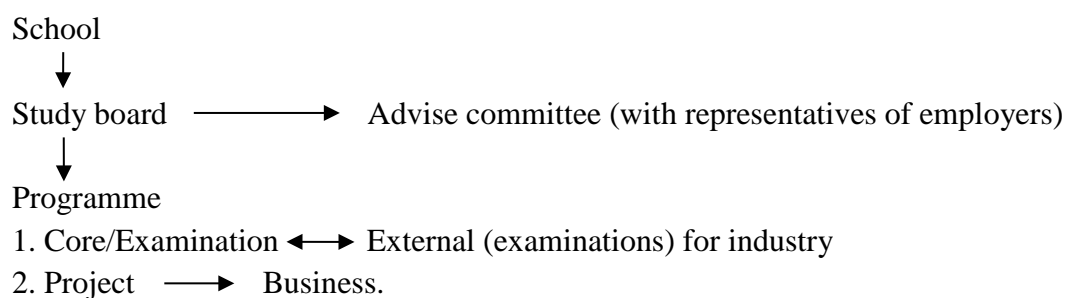 School
Study board Advise committee (with representatives of employers)
Programme
1. Core/Examination External (examinations) for industry
2. Project Business.